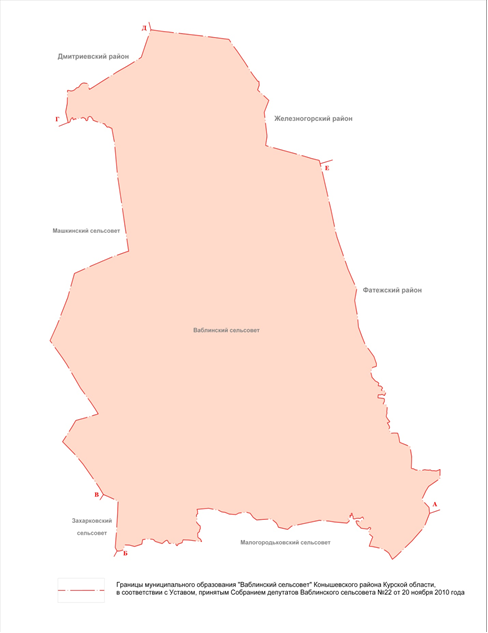 Д
Дмитриевский район
Г
Железногорский район
Е
Машкинский сельсовет
Фатежский район
Ваблинский сельсовет
В
А
Захарковский
сельсовет
Малогородьковский сельсовет
Б
Границы муниципального образования "Ваблинский сельсовет" Конышевского района Курской области,
в соответствии с Уставом, принятым Собранием депутатов Ваблинского сельсовета №22 от 20 ноября 2010 года